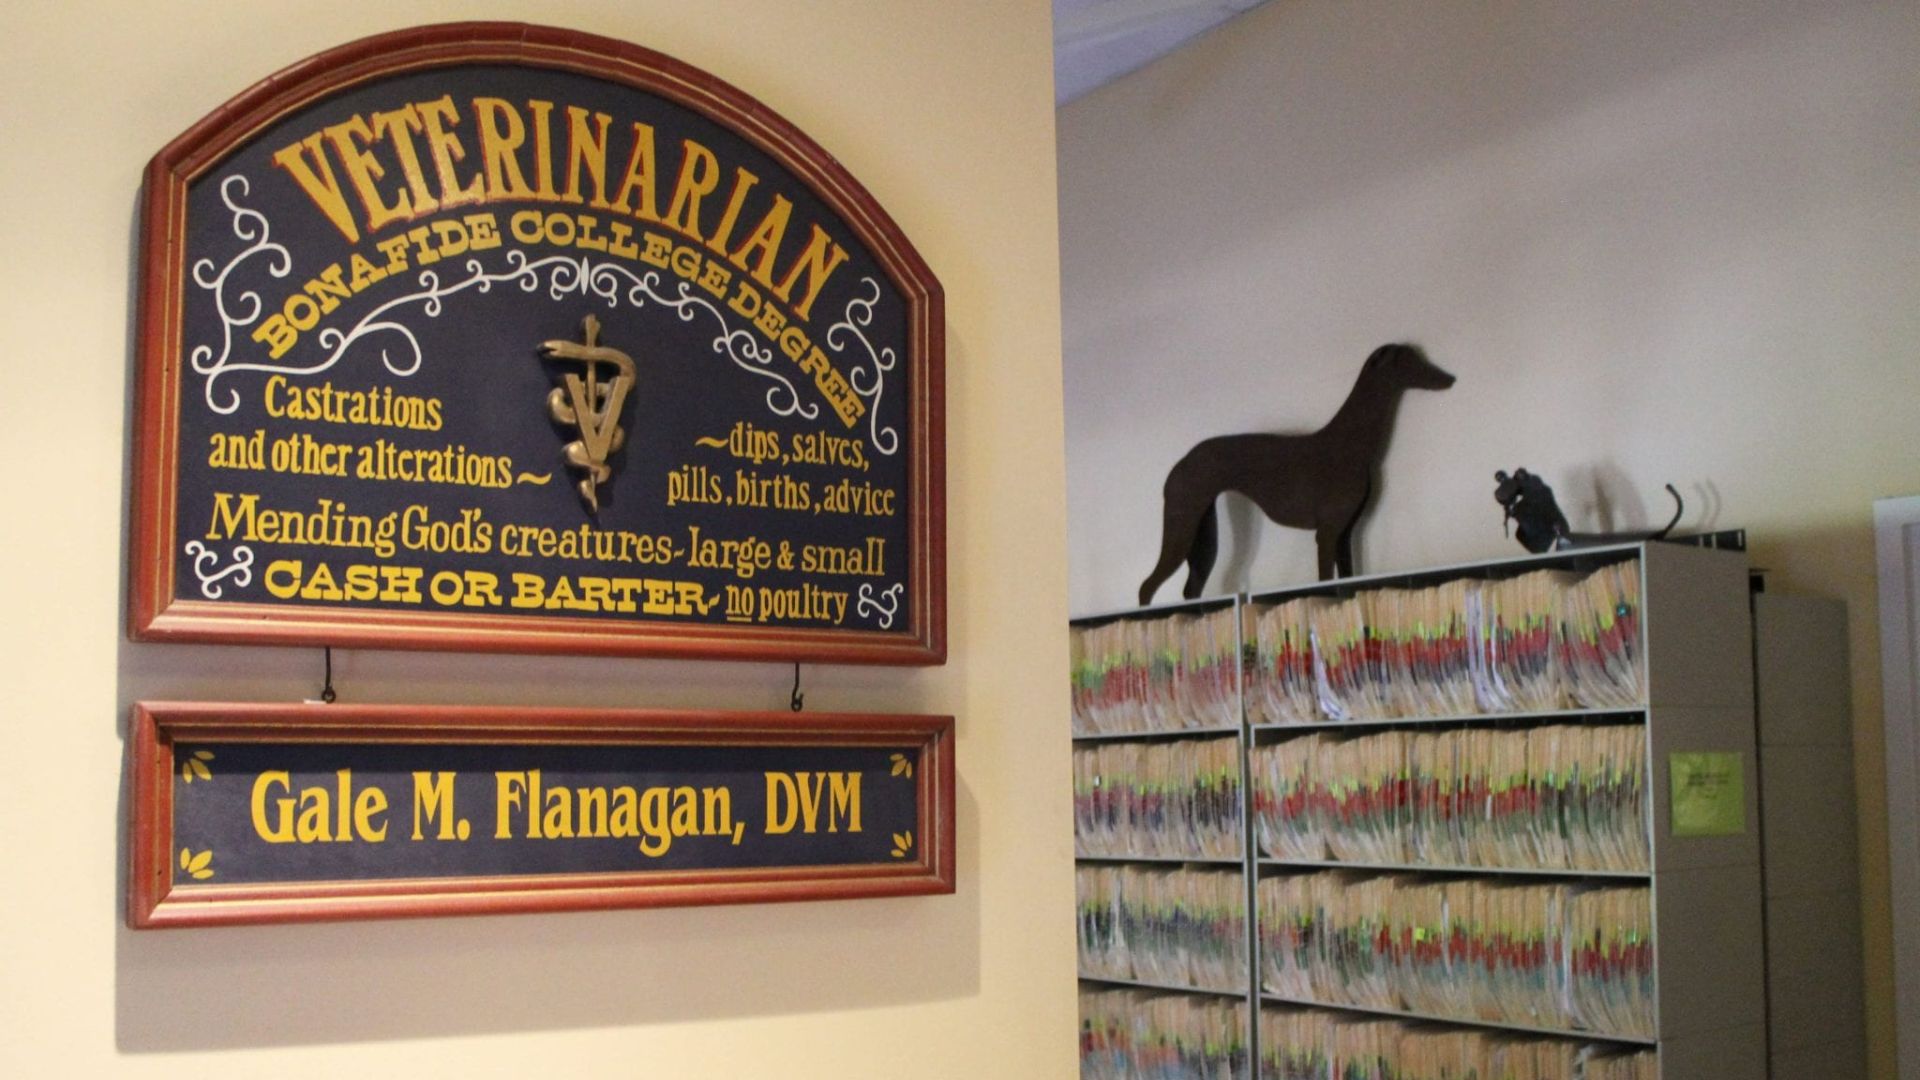 VETERINARIAN
BONAFIDE COLLEGE DEGREE
V
Castrations
and other alterations~
~dips, salves,
pills, births, advice
Mending God's creatures-large & small
CASH OR BARTER-no poultry
Gale M. Flanagan, DVM